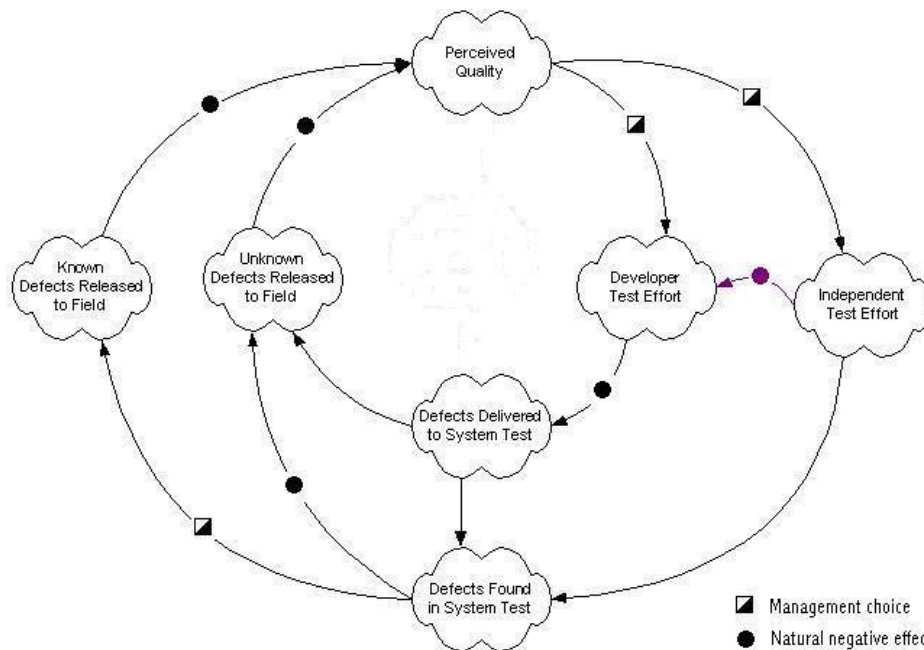 Perceived
Quality
Known
Defects Released
to Field
Unknown
Defects Released
to Field
Developer
Test Effort
Independent
Test Effort
Defects Delivered
to System Test
Defects Found
in System Test
Management choice
Natural negative effec